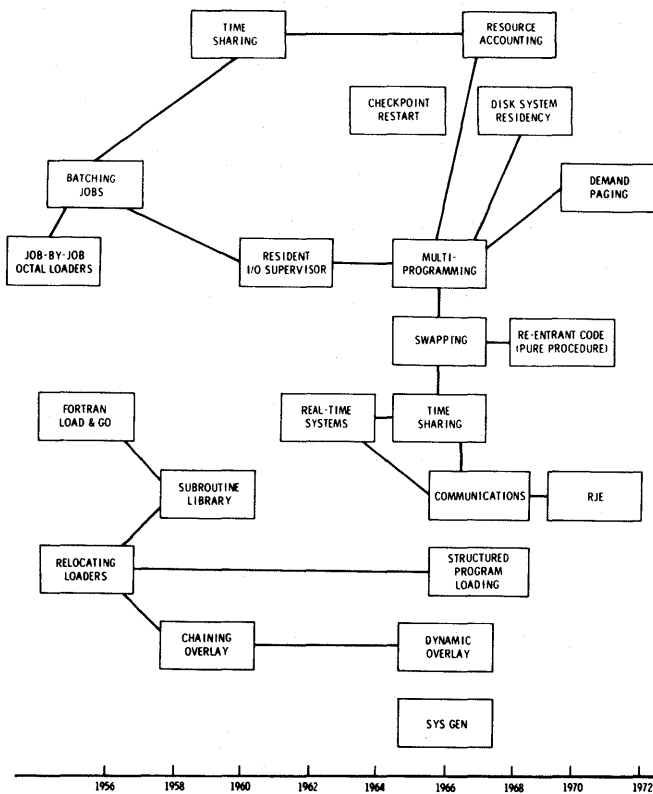 TIME
SHARING
RESOURCE
ACCOUNTING
CHECKPOINT
RESTART
DISK SYSTEM
RESIDENCY
BATCHING
JOBS
DEMAND
PAGING
JOB-BY-JOB
OCTAL LOADERS
RESIDENT
I/O SUPERVISOR
MULTI-
PROGRAMMING
SWAPPING
RE-ENTRANT CODE
(PURE PROCEDURE)
FORTRAN
LOAD & GO
REAL-TIME
SYSTEMS
TIME
SHARING
SUBROUTINE
LIBRARY
COMMUNICATIONS
RJE
RELOCATING
LOADERS
STRUCTURED
PROGRAM
LOADING
CHAINING
OVERLAY
DYNAMIC
OVERLAY
SYS GEN
1956 1958 1960 1962 1964 1966 1968 1970 1972